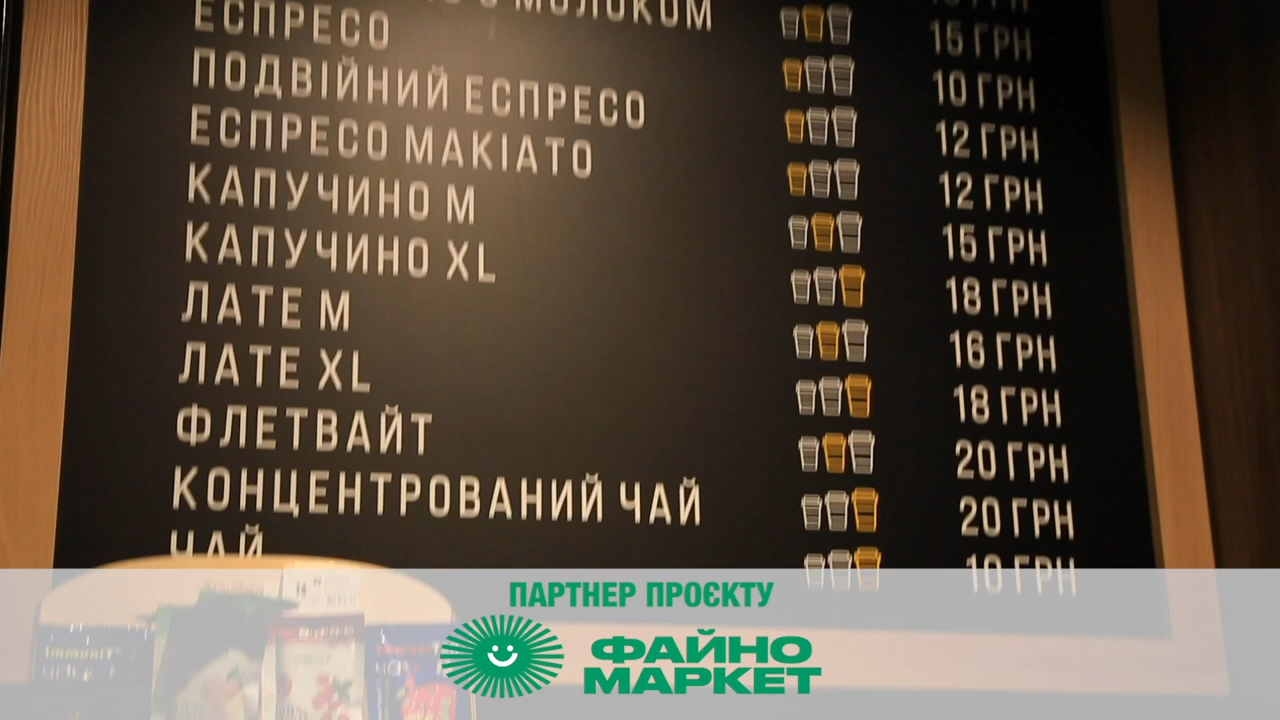 МОЛОКОМ 15 ГРН
ЕСПРЕСО 10 ГРН
ПОДВІЙНИЙ ЕСПРЕСО 12 ГРН
ЕСПРЕСО МАКІАТО 12 ГРН
КАПУЧИНО M 15 ГРН
КАПУЧИНО XL 18 ГРН
ЛАТЕ M 16 ГРН
ЛАТЕ XL 18 ГРН
ФЛЕТВАЙТ 20 ГРН
КОНЦЕНТРОВАНИЙ ЧАЙ 20 ГРН
ЧАЙ 10 ГРН
ПАРТНЕР ПРОЄКТУ
ФАЙНО
МАРКЕТ